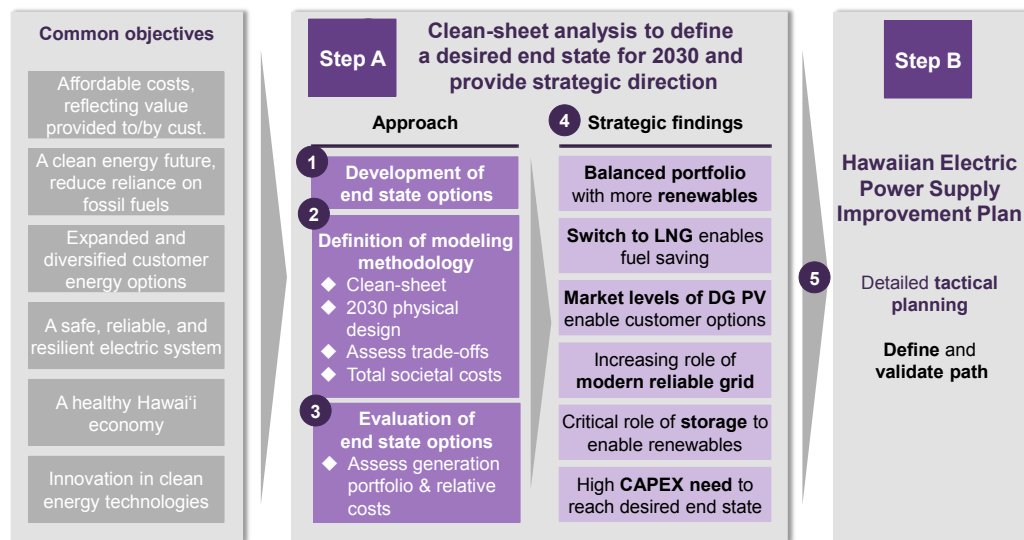 Common objectives
Affordable costs,
reflecting value
provided to/by cust.
A clean energy future,
reduce reliance on
fossil fuels
Expanded and
diversified customer
energy options
A safe, reliable, and
resilient electric system
A healthy Hawai‘i
economy
Innovation in clean
energy technologies
Step A
Clean-sheet analysis to define
a desired end state for 2030 and
provide strategic direction
Approach
1
Development of
end state options
2
Definition of modeling
methodology
◆ Clean-sheet
◆ 2030 physical
design
◆ Assess trade-offs
◆ Total societal costs
3
Evaluation of
end state options
◆ Assess generation
portfolio & relative
costs
4
Strategic findings
Balanced portfolio
with more renewables
Switch to LNG enables
fuel saving
Market levels of DG PV
enable customer options
Increasing role of
modern reliable grid
Critical role of storage to
enable renewables
High CAPEX need to
reach desired end state
5
Step B
Hawaiian Electric
Power Supply
Improvement Plan
Detailed tactical
planning
Define and
validate path